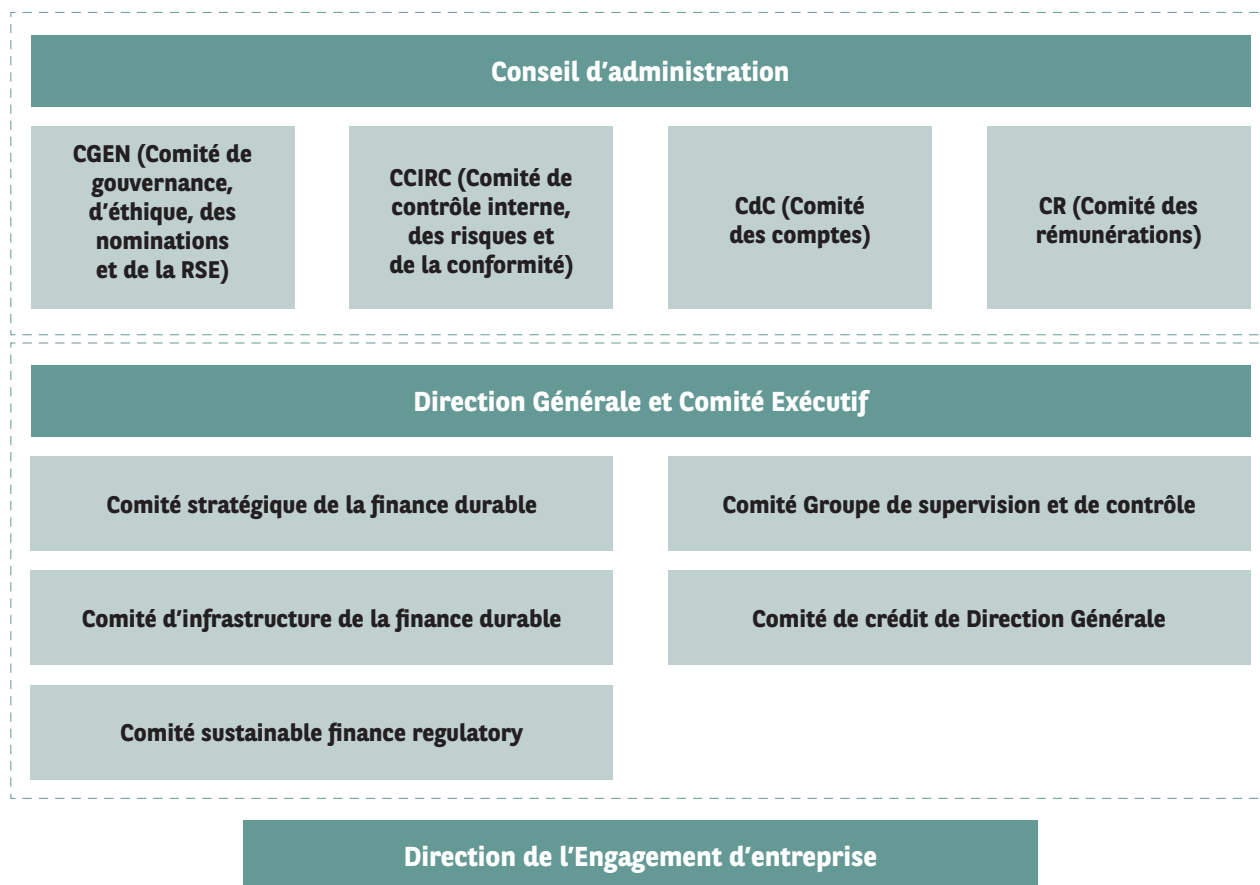 Conseil d'administration
CGEN (Comité de
gouvernance,
d'éthique, des
nominations
et de la RSE)
CCIRC (Comité de
contrôle interne,
des risques et
de la conformité)
CdC (Comité
des comptes)
CR (Comité des
rémunérations)
Direction Générale et Comité Exécutif
Comité stratégique de la finance durable
Comité Groupe de supervision et de contrôle
Comité d'infrastructure de la finance durable
Comité de crédit de Direction Générale
Comité sustainable finance regulatory
Direction de l'Engagement d'entreprise